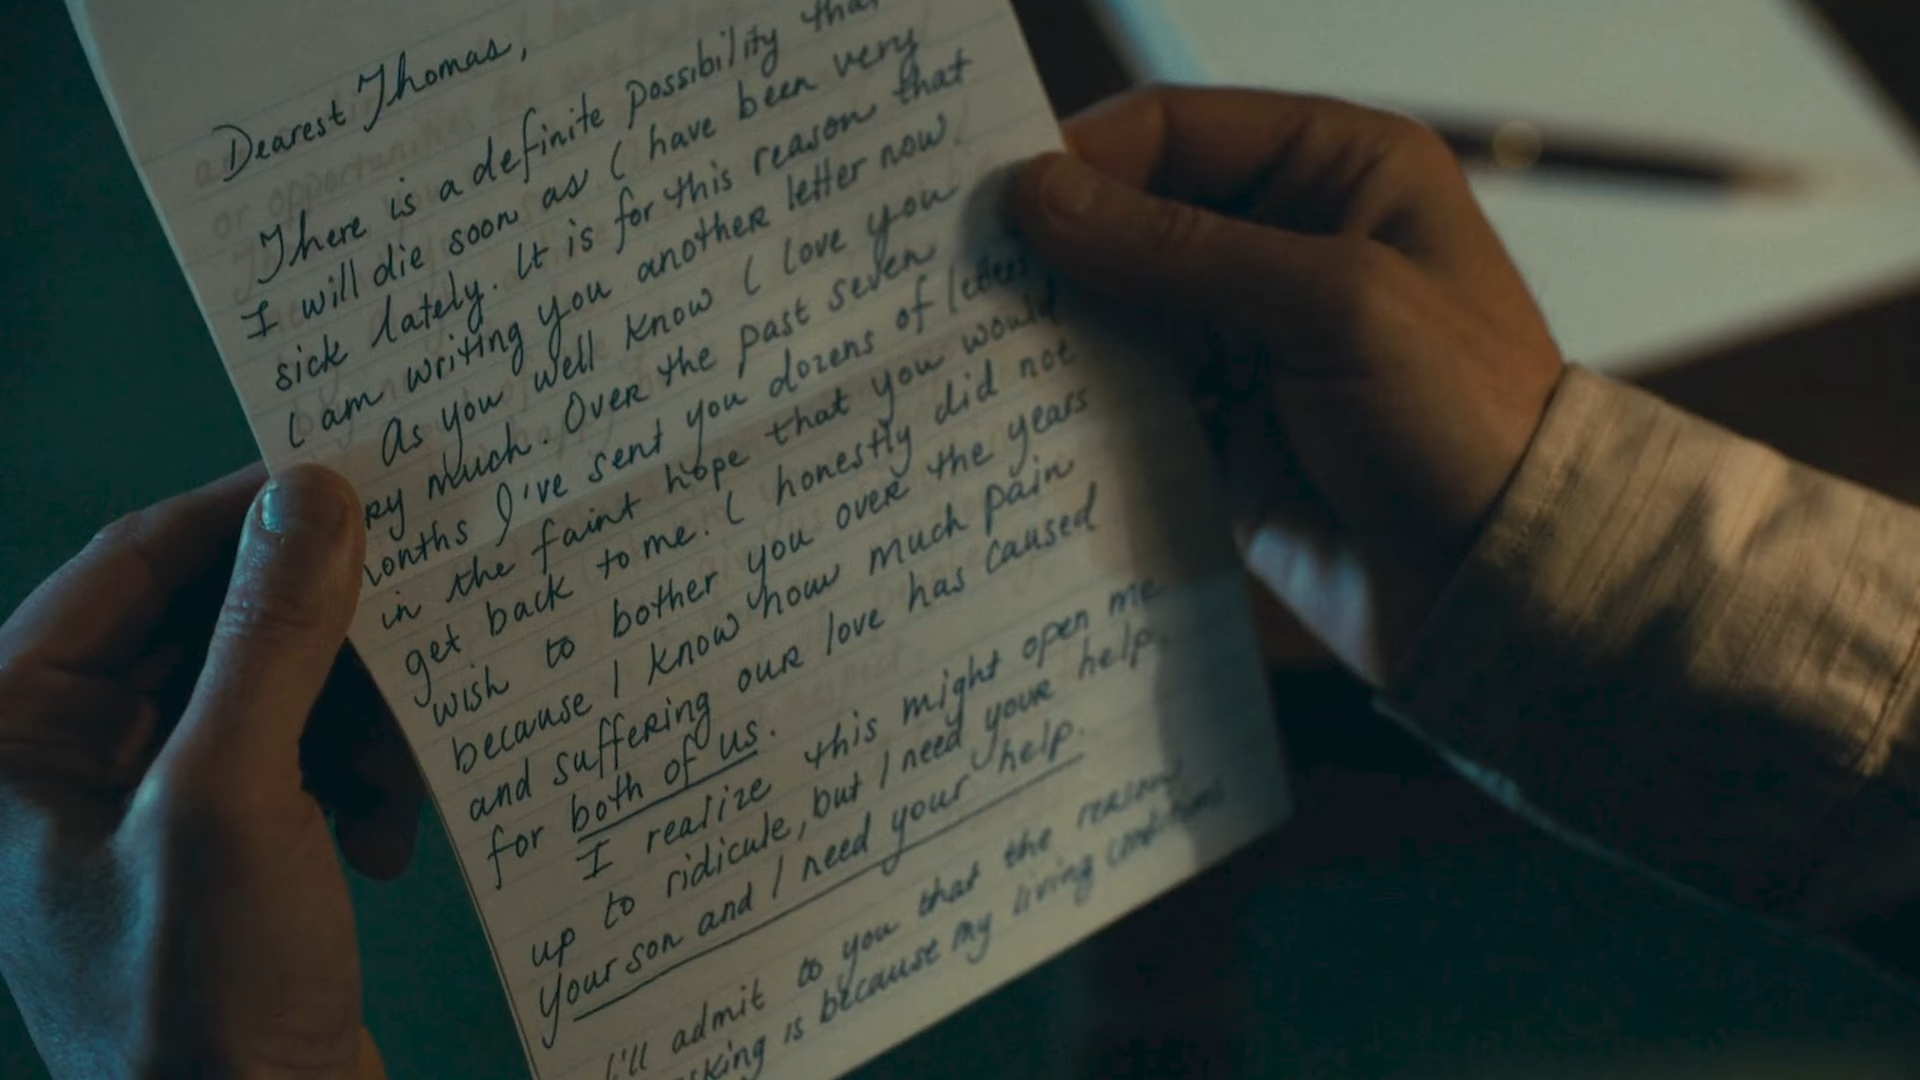 Dearest Thomas,
There is a definite possibility that
I will die soon as I have been very
sick lately. It is for this reason that
I am writing you another letter now.
As you well know I love you
ry much. Over the past seven
onths I've sent you dozens of letters
in the faint hope that you would
get back to me. I honestly did not
wish to bother you over the years
because I know how much pain
and suffering our love has caused
for both of us.
I realize this might open me
up to ridicule, but I need your help.
Your son and I need your help.
I'll admit to you that the reason
king is because my living conditions